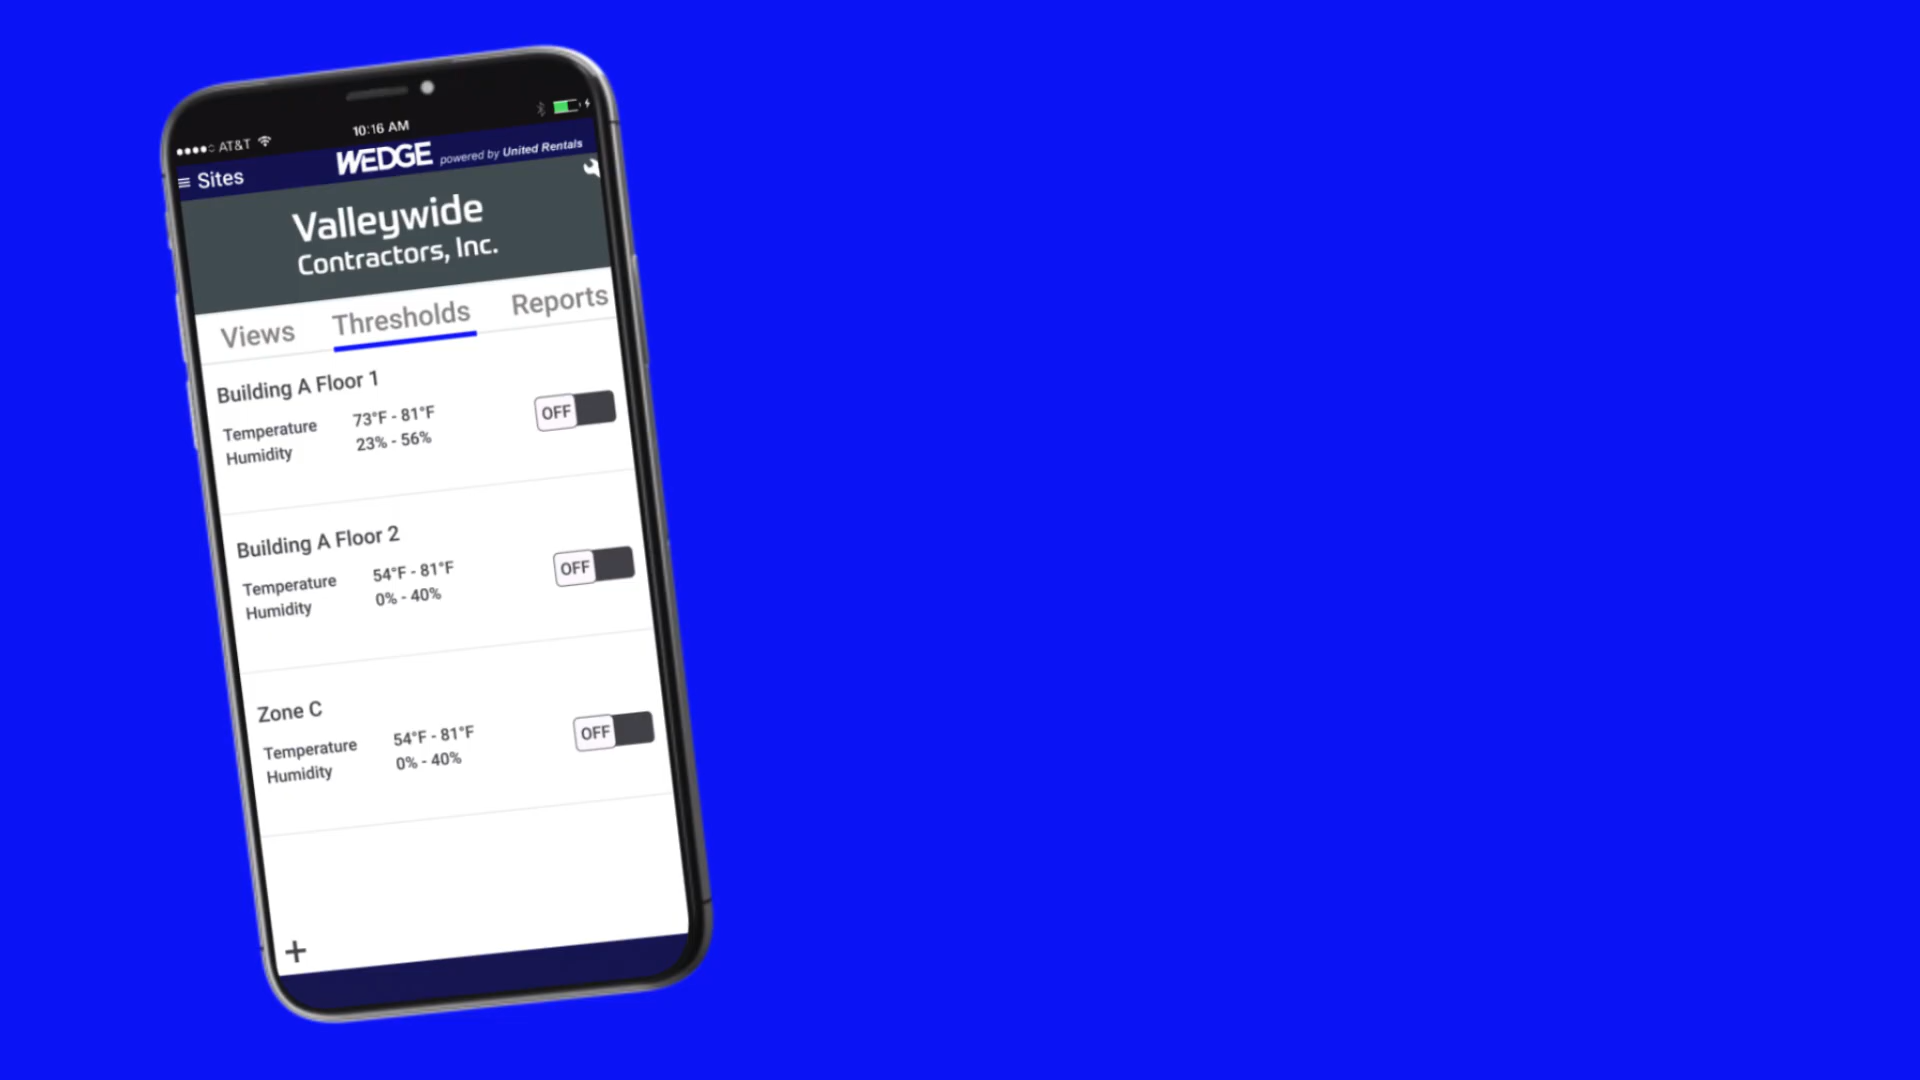 AT&T
10:16 AM
Sites
WEDGE powered by United Rentals
Valleywide
Contractors, Inc.
Views
Thresholds
Reports
Building A Floor 1
Temperature 73°F - 81°F
Humidity 23% - 56%
OFF
Building A Floor 2
Temperature 54°F - 81°F
Humidity 0% - 40%
OFF
Zone C
Temperature 54°F - 81°F
Humidity 0% - 40%
OFF
+